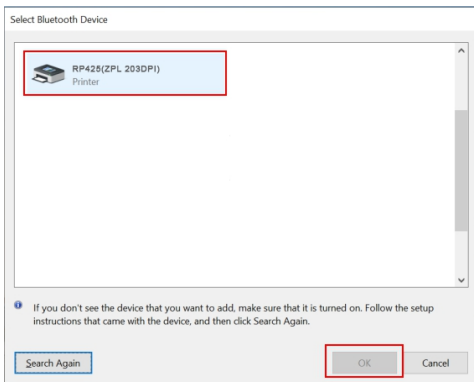 Select Bluetooth Device
RP425(ZPL 203DPI)
Printer
If you don't see the device that you want to add, make sure that it is turned on. Follow the setup
instructions that came with the device, and then click Search Again.
Search Again
OK
Cancel